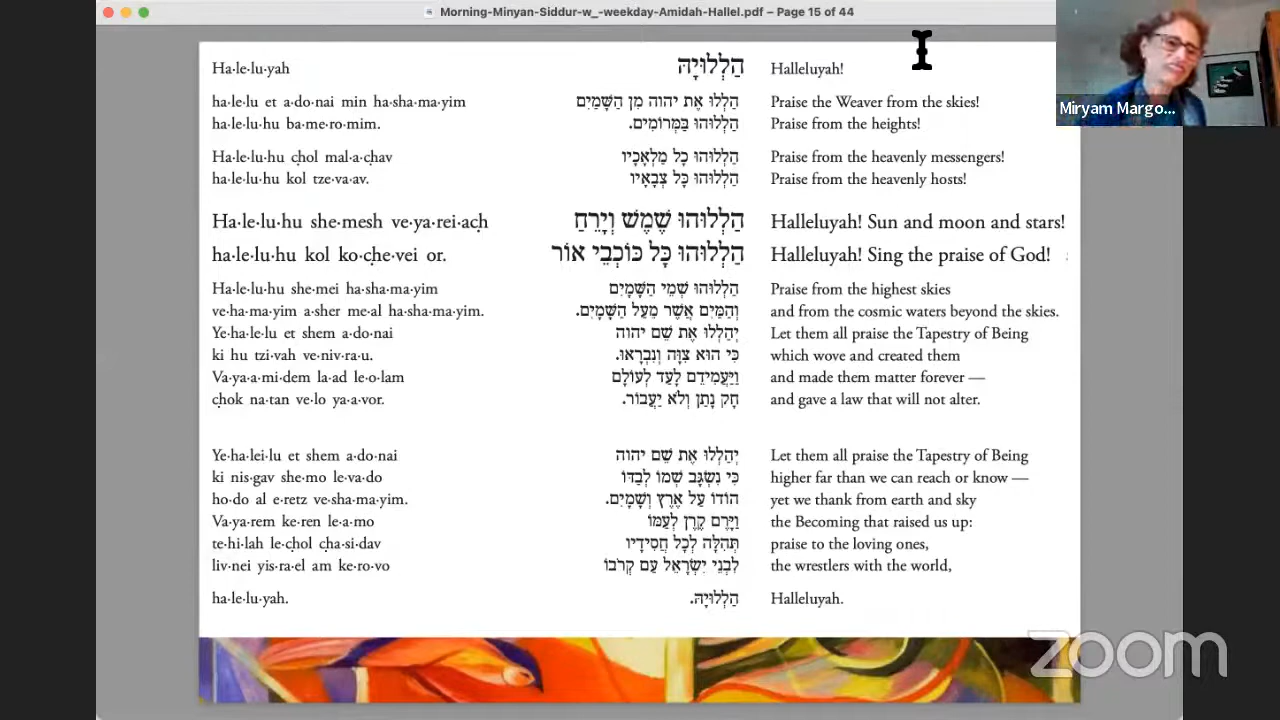 Morning-Minyan-Siddur-w_-weekday-Amidah-Hallel.pdf – Page 15 of 44
Miryam Margo...
Ha·le·lu·yah
הַלְלוּיָהּ
Halleluyah!
ha·le·lu et a·do·nai min ha·sha·ma·yim
הַלְלוּ אֶת יהוה מִן הַשָּׁמַיִם
Praise the Weaver from the skies!
ha·le·lu·hu ba·me·ro·mim.
הַלְלוּהוּ בַּמְּרוֹמִים.
Praise from the heights!
Ha·le·lu·hu c̣hol mal·a·c̣hav
הַלְלוּהוּ כׇל מַלְאָכָיו
Praise from the heavenly messengers!
ha·le·lu·hu kol tze·va·av.
הַלְלוּהוּ כׇּל צְבָאָיו
Praise from the heavenly hosts!
Ha·le·lu·hu she·mesh ve·ya·rei·ac̣h
הַלְלוּהוּ שֶׁמֶשׁ וְיָרֵחַ
Halleluyah! Sun and moon and stars!
ha·le·lu·hu kol ko·c̣he·vei or.
הַלְלוּהוּ כׇּל כּוֹכְבֵי אוֹר
Halleluyah! Sing the praise of God!
Ha·le·lu·hu she·mei ha·sha·ma·yim
הַלְלוּהוּ שְׁמֵי הַשָּׁמָיִם
Praise from the highest skies
ve·ha·ma·yim a·sher me·al ha·sha·ma·yim.
וְהַמַּיִם אֲשֶׁר מֵעַל הַשָּׁמָיִם.
and from the cosmic waters beyond the skies.
Ye·ha·le·lu et shem a·do·nai
יְהַלְלוּ אֶת שֵׁם יהוה
Let them all praise the Tapestry of Being
ki hu tzi·vah ve·niv·ra·u.
כִּי הוּא צִוָּה וְנִבְרָאוּ.
which wove and created them
Va·ya·a·mi·dem la·ad le·o·lam
וַיַּעֲמִידֵם לָעַד לְעוֹלָם
and made them matter forever —
c̣hok na·tan ve·lo ya·a·vor.
חׇק נָתַן וְלֹא יַעֲבוֹר.
and gave a law that will not alter.
Ye·ha·lei·lu et shem a·do·nai
יְהַלְלוּ אֶת שֵׁם יהוה
Let them all praise the Tapestry of Being
ki nis·gav she·mo le·va·do
כִּי נִשְׂגָּב שְׁמוֹ לְבַדּוֹ
higher far than we can reach or know —
ho·do al e·retz ve·sha·ma·yim.
הוֹדוֹ עַל אֶרֶץ וְשָׁמָיִם.
yet we thank from earth and sky
Va·ya·rem ke·ren le·a·mo
וַיָּרֶם קֶרֶן לְעַמּוֹ
the Becoming that raised us up:
te·hi·lah le·c̣hol c̣ha·si·dav
תְּהִלָּה לְכׇל חֲסִידָיו
praise to the loving ones,
liv·nei yis·ra·el am ke·ro·vo
לִבְנֵי יִשְׂרָאֵל עַם קְרֹבוֹ
the wrestlers with the world,
ha·le·lu·yah.
הַלְלוּיָהּ.
Halleluyah.
zoom